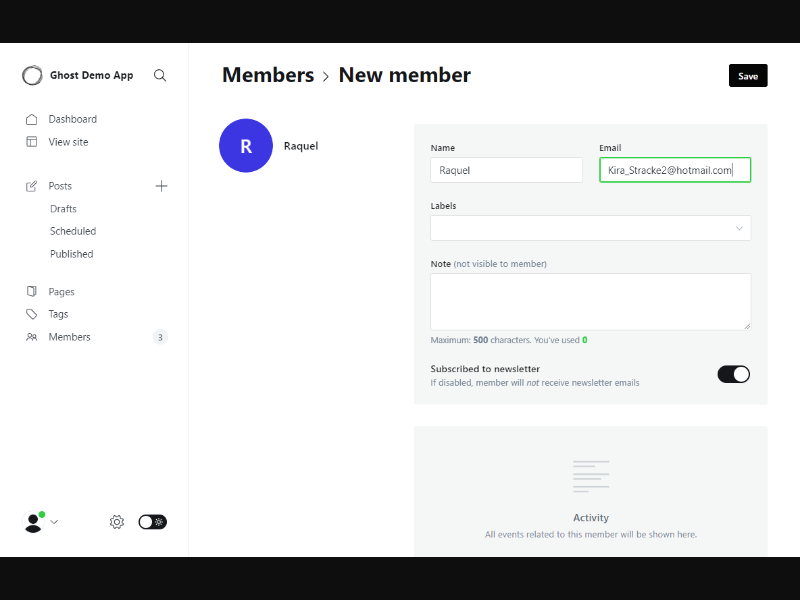 Ghost Demo App
Dashboard
View site
Posts
Drafts
Scheduled
Published
Pages
Tags
Members 3
Members > New member
Save
R
Raquel
Name
Email
Raquel
Kira_Stracke2@hotmail.com
Labels
Note (not visible to member)
Maximum: 500 characters. You've used 0
Subscribed to newsletter
If disabled, member will not receive newsletter emails
Activity
All events related to this member will be shown here.